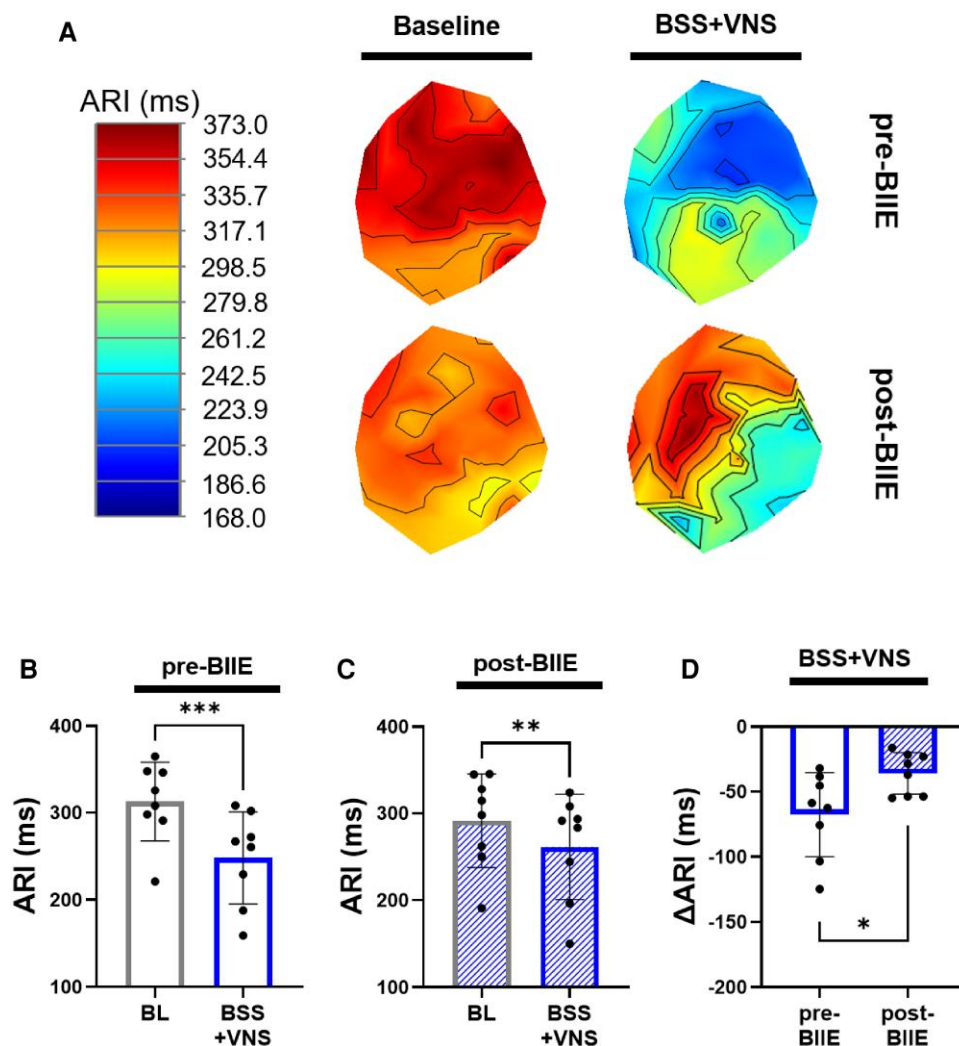 A
Baseline
BSS+VNS
ARI (ms)
373.0
354.4
335.7
317.1
298.5
279.8
261.2
242.5
223.9
205.3
186.6
168.0
pre-BIIE
post-BIIE
B
pre-BIIE
***
400
300
200
100
ARI (ms)
BL
BSS
+VNS
C
post-BIIE
**
400
300
200
100
ARI (ms)
BL
BSS
+VNS
D
BSS+VNS
0
-50
-100
-150
-200
ΔARI (ms)
*
pre-
BIIE
post-
BIIE